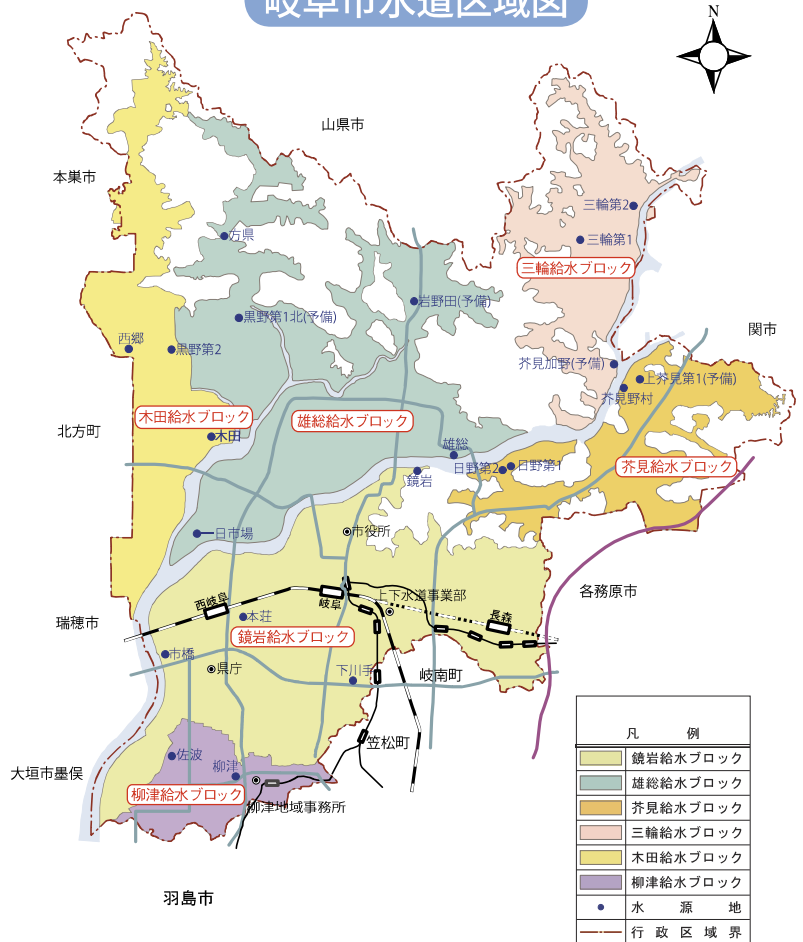 岐阜市水道区域図
N
山県市
本巣市
三輪第2
方県
三輪第1
三輪給水ブロック
岩野田(予備)
黒野第1北(予備)
関市
西郷
黒野第2
芥見加野(予備)
上芥見第1(予備)
芥見野村
木田給水ブロック
雄総給水ブロック
北方町
木田
雄総
日野第2
日野第1
芥見給水ブロック
鏡岩
日市場
市役所
各務原市
西岐阜
岐阜
上下水道事業部
長森
瑞穂市
本荘
鏡岩給水ブロック
市橋
県庁
下川手
岐南町
笠松町
佐波
柳津
大垣市墨俣
柳津給水ブロック
柳津地域事務所
羽島市
凡例
鏡岩給水ブロック
雄総給水ブロック
芥見給水ブロック
三輪給水ブロック
木田給水ブロック
柳津給水ブロック
水源地
行政区域界